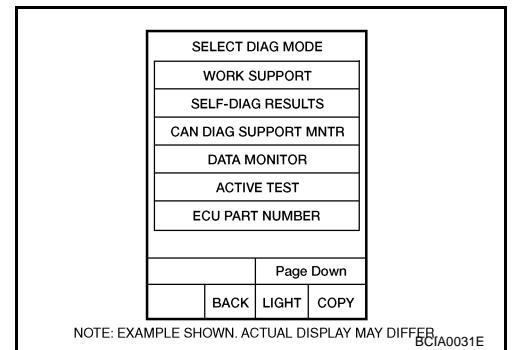 SELECT DIAG MODE
WORK SUPPORT
SELF-DIAG RESULTS
CAN DIAG SUPPORT MNTR
DATA MONITOR
ACTIVE TEST
ECU PART NUMBER
Page Down
BACK LIGHT COPY
NOTE: EXAMPLE SHOWN. ACTUAL DISPLAY MAY DIFFER.
BCIA0031E